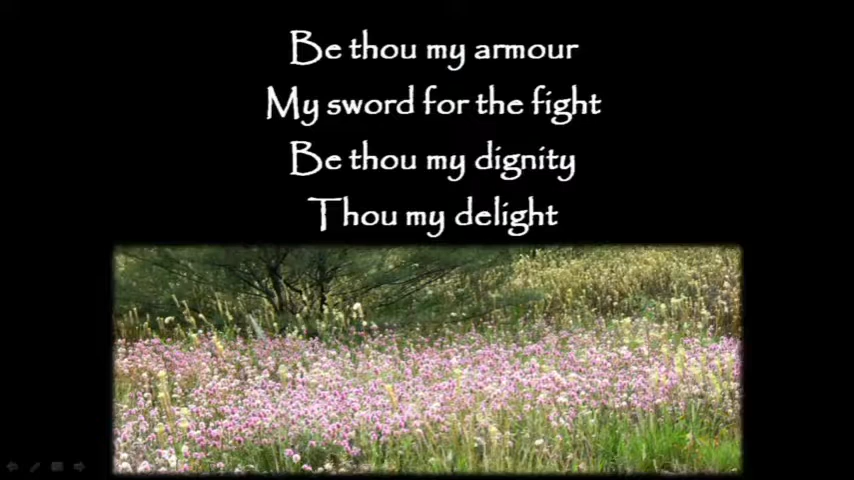 Be thou my armour
My sword for the fight
Be thou my dignity
Thou my delight